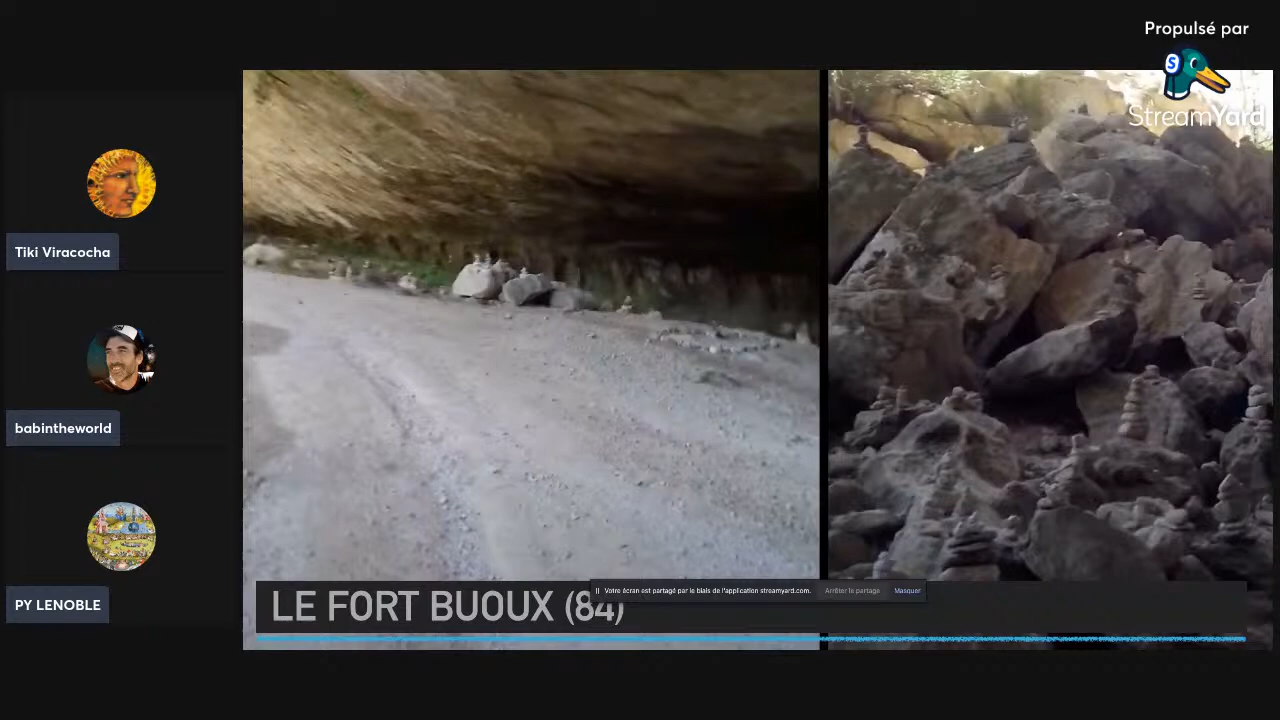 Propulsé par
StreamYard
Tiki Viracocha
babintheworld
PY LENOBLE
LE FORT BUOUX (84)
Votre écran est partagé par le biais de l'application streamyard.com. Arrêter le partage Masquer